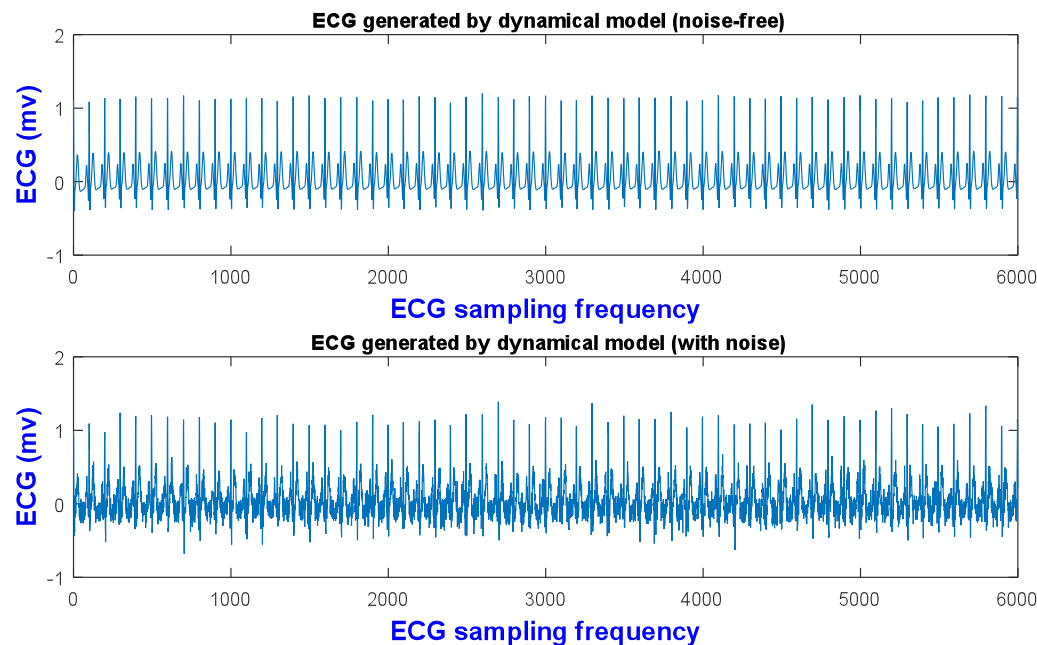 ECG generated by dynamical model (noise-free)
2
1
0
-1
ECG (mv)
0 1000 2000 3000 4000 5000 6000
ECG sampling frequency
ECG generated by dynamical model (with noise)
2
1
0
-1
ECG (mv)
0 1000 2000 3000 4000 5000 6000
ECG sampling frequency